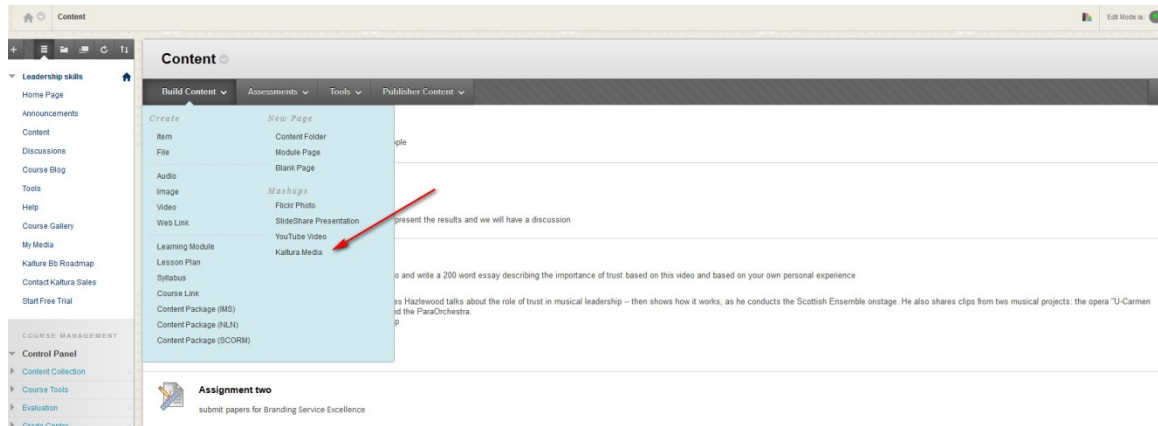 Content
Edit Mode is:
Leadership skills
Home Page
Announcements
Content
Discussions
Course Blog
Tools
Help
Course Gallery
My Media
Kalture Bb Roadmap
Contact Kaltura Sales
Start Free Trial
COURSE MANAGEMENT
Control Panel
Content Collection
Course Tools
Evaluation
Grade Center
Content
Build Content
Assessments
Tools
Publisher Content
Create
Item
File
Audio
Image
Video
Web Link
Learning Module
Lesson Plan
Syllabus
Course Link
Content Package (IMS)
Content Package (NLN)
Content Package (SCORM)
New Page
Content Folder
Module Page
Blank Page
Mashups
Flickr Photo
SlideShare Presentation
YouTube Video
Kaltura Media
ple
present the results and we will have a discussion
o and write a 200 word essay describing the importance of trust based on this video and based on your own personal experience
es Hazlewood talks about the role of trust in musical leadership – then shows how it works, as he conducts the Scottish Ensemble onstage. He also shares clips from two musical projects: the opera "U-Carmen
nd the ParaOrchestra.
p
Assignment two
submit papers for Branding Service Excellence